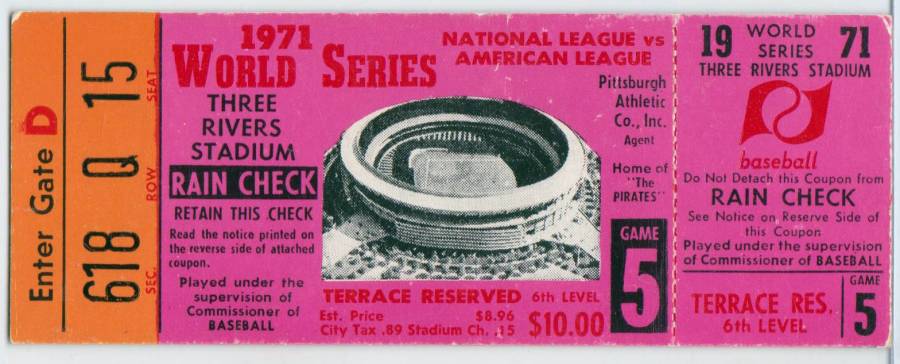 Enter Gate D
618 Q 15
SEC. ROW SEAT
1971
WORLD SERIES
NATIONAL LEAGUE vs
AMERICAN LEAGUE
THREE
RIVERS
STADIUM
RAIN CHECK
RETAIN THIS CHECK
Read the notice printed on
the reverse side of attached
coupon.
Played under the
supervision of
Commissioner of
BASEBALL
Pittsburgh
Athletic
Co., Inc.
Agent
Home of
"The
PIRATES"
GAME
5
TERRACE RESERVED 6th LEVEL
Est. Price $8.96
City Tax .89 Stadium Ch. .15 $10.00
19 WORLD SERIES 71
THREE RIVERS STADIUM
baseball
Do Not Detach this Coupon from
RAIN CHECK
See Notice on Reserve Side of
this Coupon
Played under the supervision
of Commissioner of BASEBALL
TERRACE RES.
6th LEVEL
GAME
5